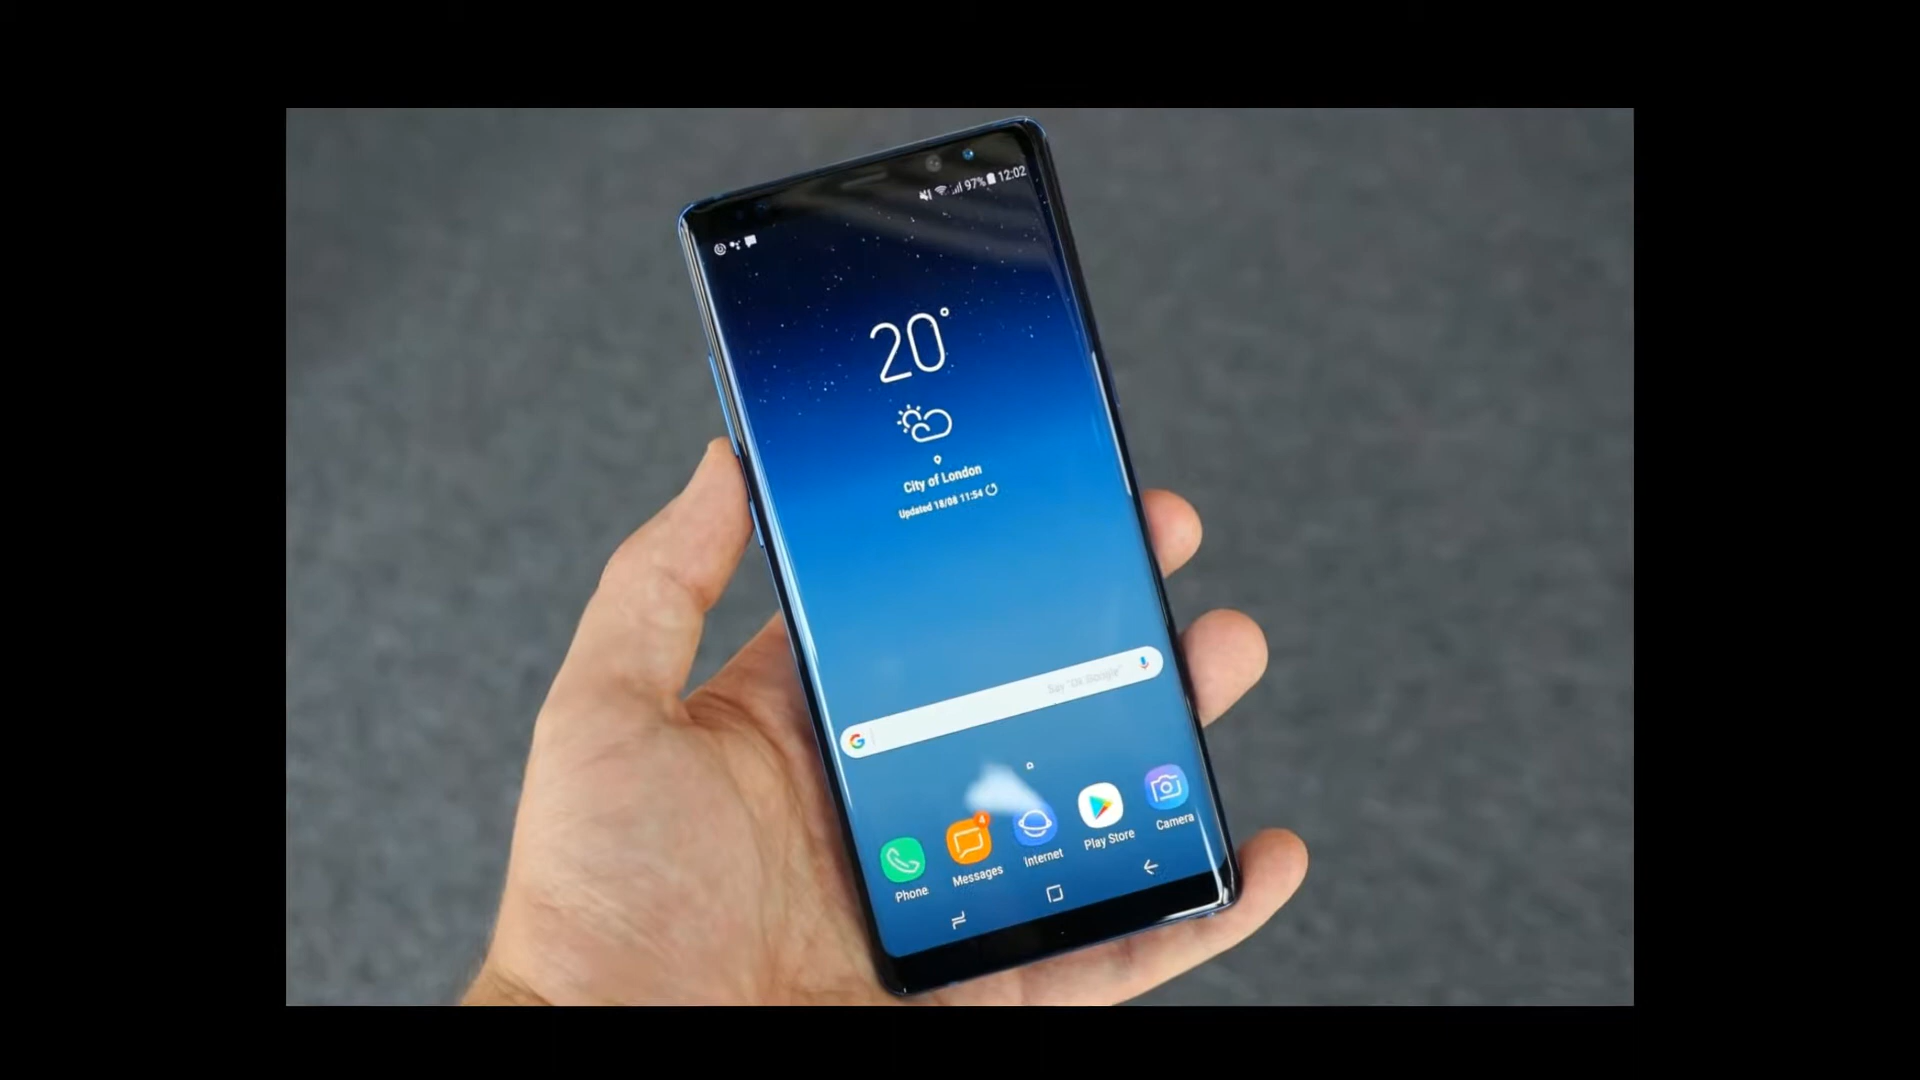 97% 12:02
20°
City of London
Updated 18/08 11:54
Say "Ok Google"
G
4
Phone
Messages
Internet
Play Store
Camera